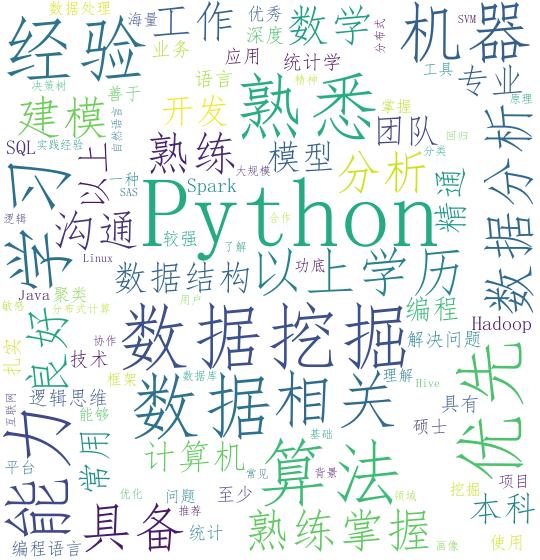 数据处理
海量
工作
优秀
深度
数学
分布式
机器
SVM
经验
业务
应用
统计学
工具
专业
决策树
善于
语言
精神
原理
建模
自然语言
开发
熟悉
掌握
团队
回归
SQL
实践经验
以上
熟练
模型
分类
数据分析
学习
一种
SAS
Spark
大规模
分析
精通
逻辑
沟通
Python
合作
较强
了解
Linux
数据结构
功底
以上学历
Java
聚类
用户
编程
Hadoop
敏感
分布式计算
数据挖掘
解决问题
扎实
良好
技术
协作
优先
框架
数据库
理解
Hive
互联网
逻辑思维
能够
数据相关
具有
基础
硕士
能力
常用
计算机
平台
算法
常见
背景
挖掘
项目
优化
问题
至少
领域
本科
具备
推荐
编程语言
统计
熟练掌握
画像
使用